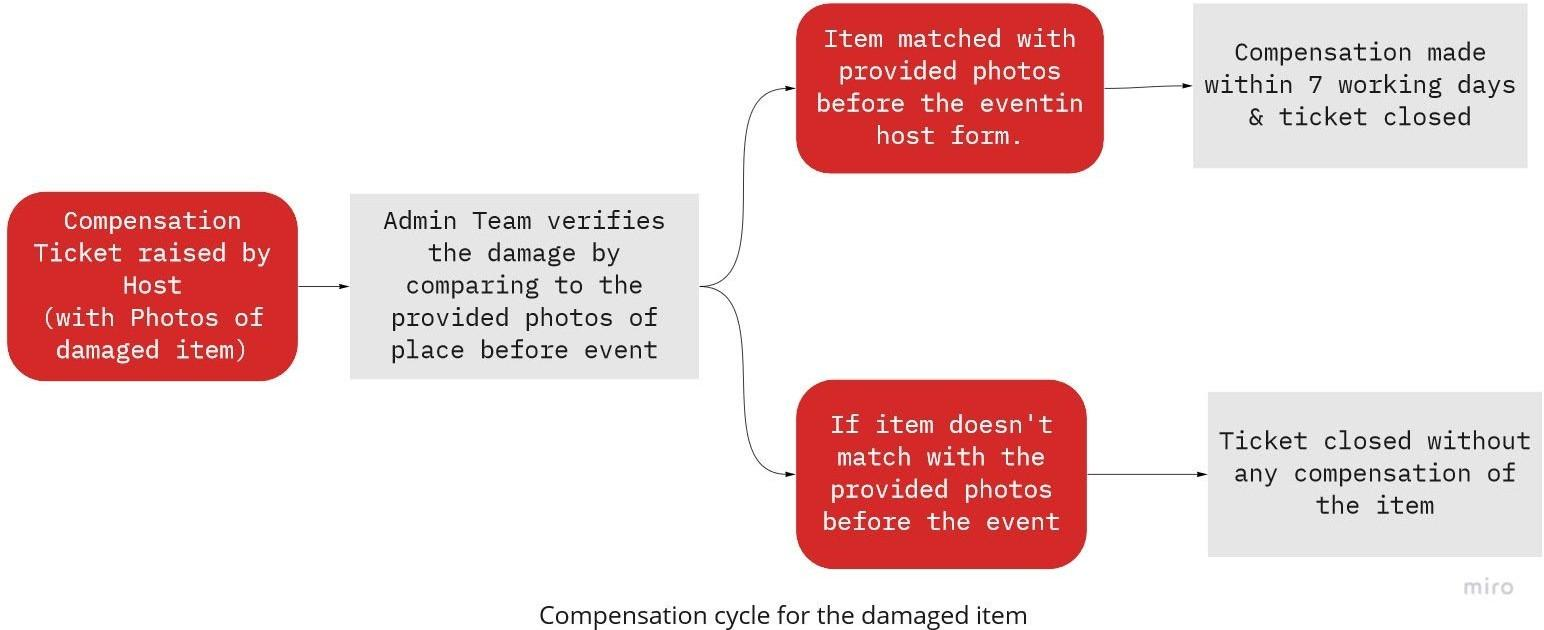 Compensation
Ticket raised by
Host
(with Photos of
damaged item)
Admin Team verifies
the damage by
comparing to the
provided photos of
place before event
Item matched with
provided photos
before the eventin
host form.
Compensation made
within 7 working days
& ticket closed
If item doesn't
match with the
provided photos
before the event
Ticket closed without
any compensation of
the item
miro
Compensation cycle for the damaged item